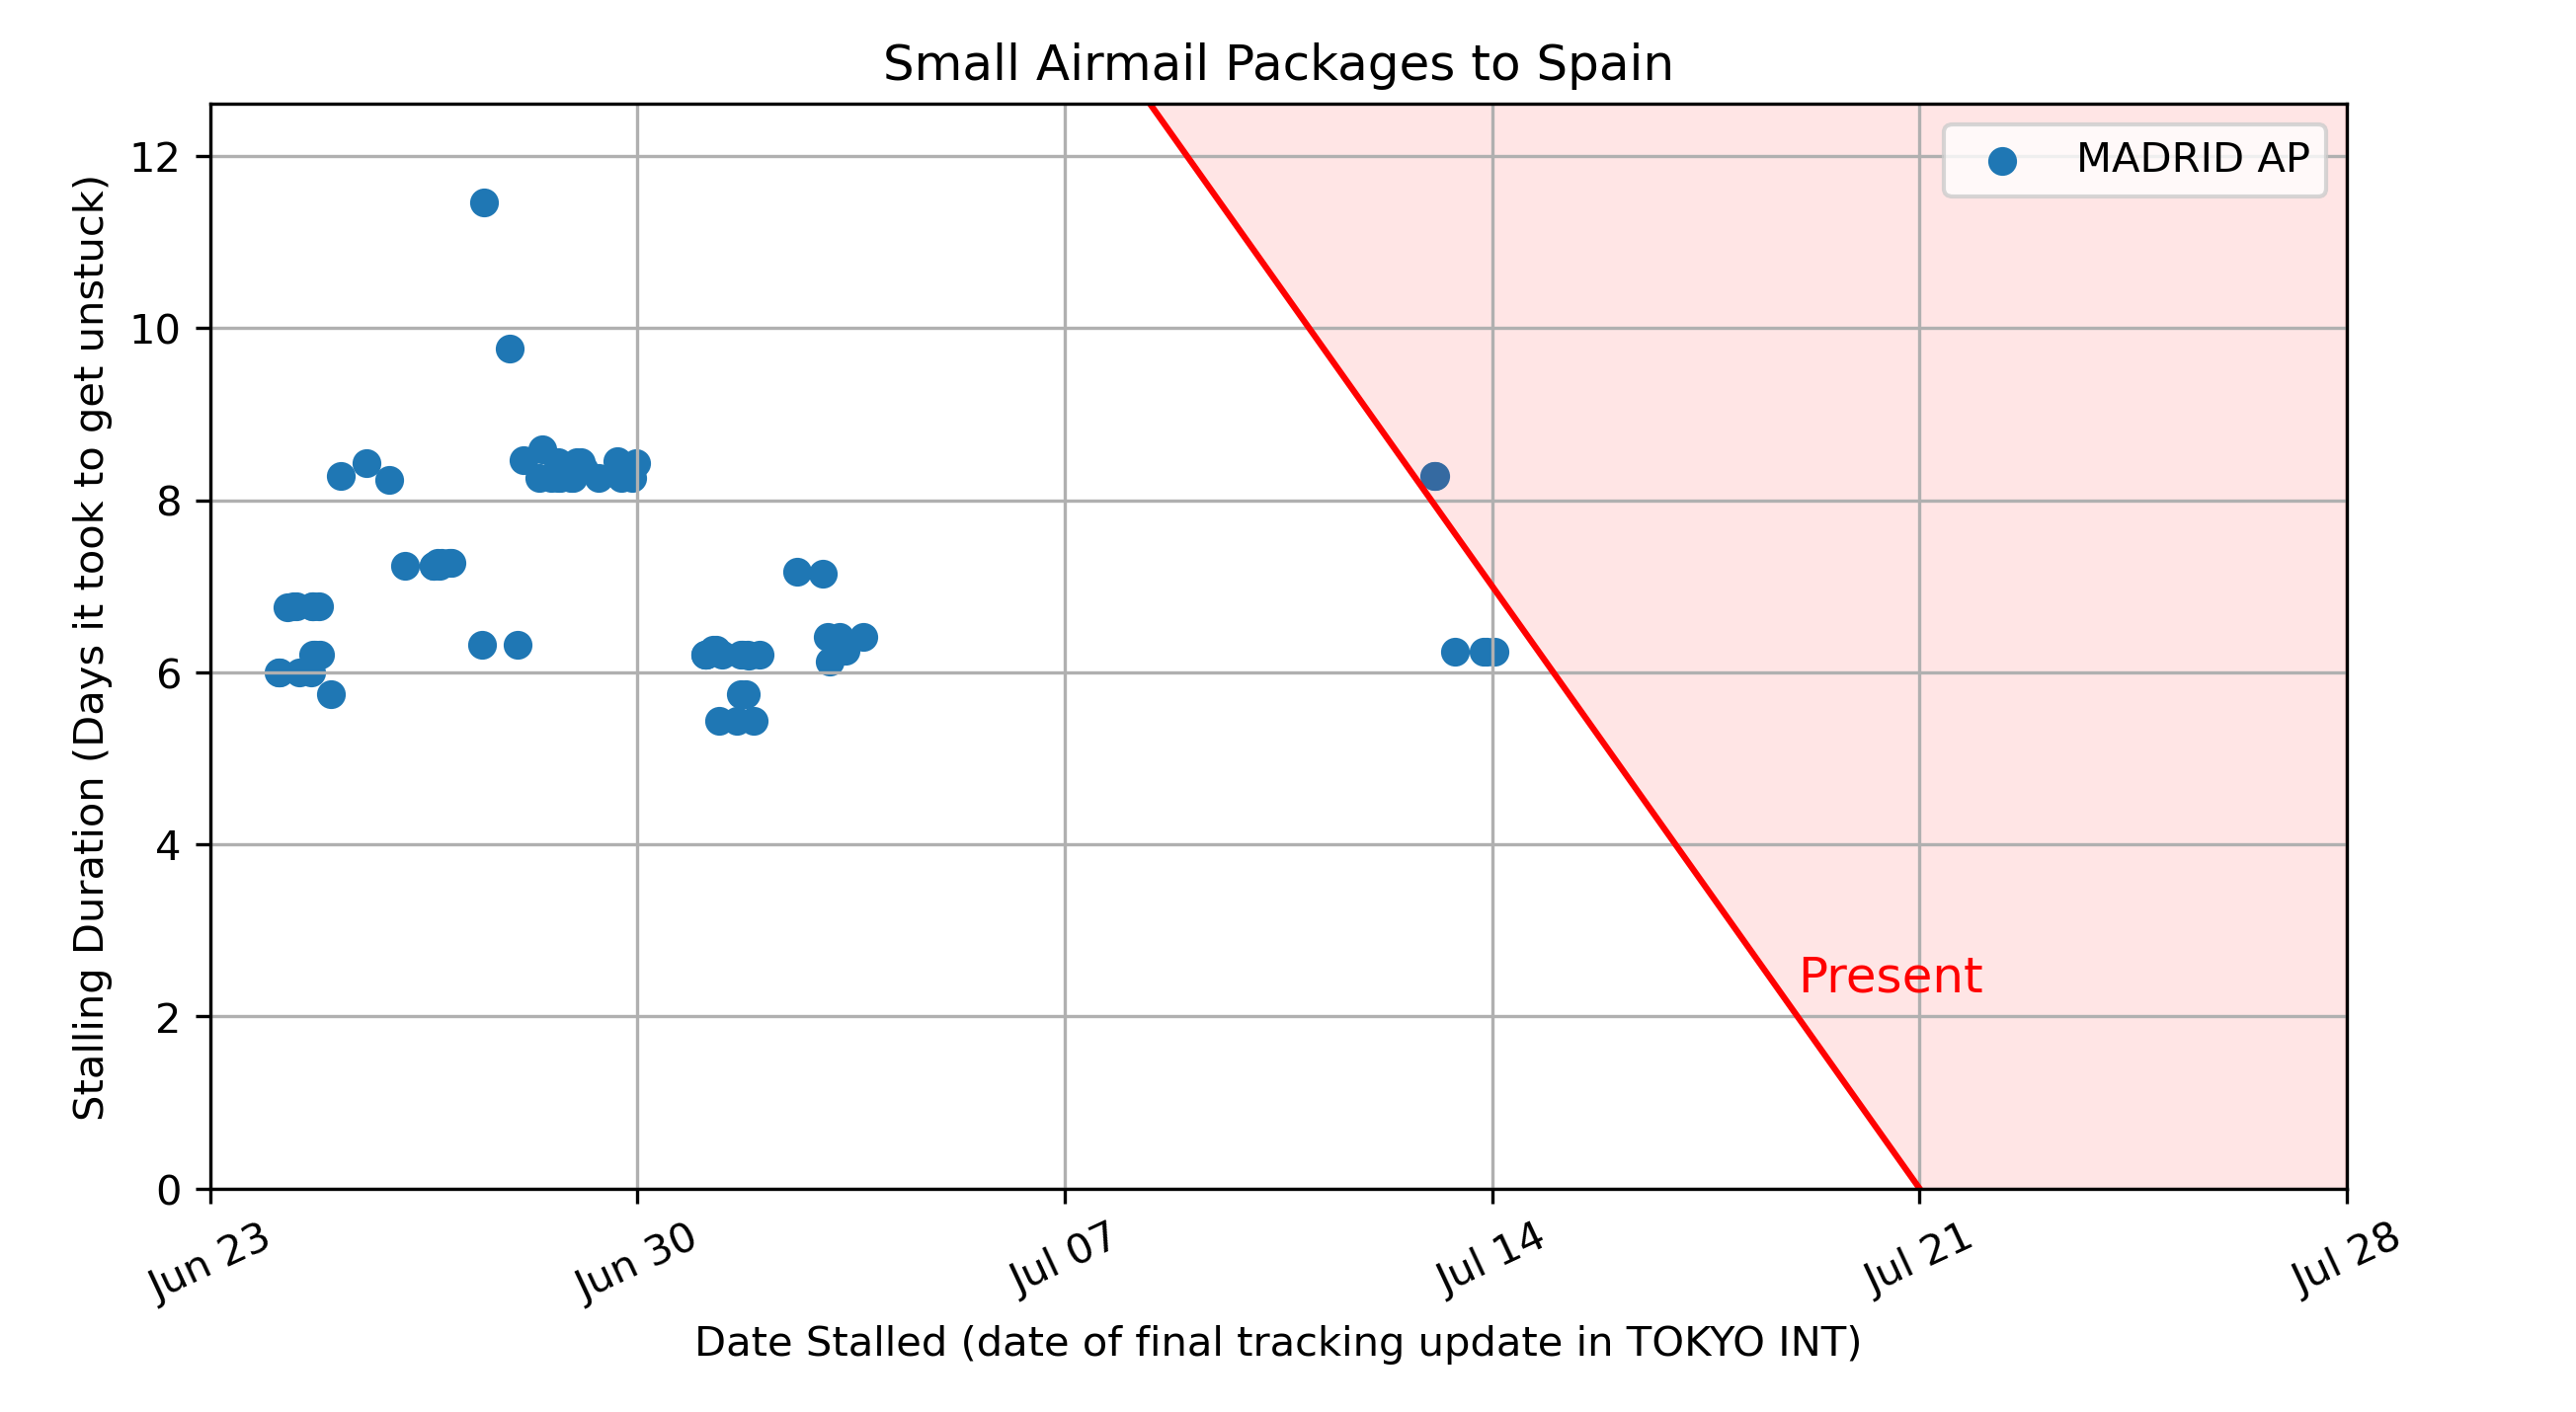 Small Airmail Packages to Spain
MADRID AP
Stalling Duration (Days it took to get unstuck)
12
10
8
6
4
2
0
Present
Jun 23
Jun 30
Jul 07
Jul 14
Jul 21
Jul 28
Date Stalled (date of final tracking update in TOKYO INT)